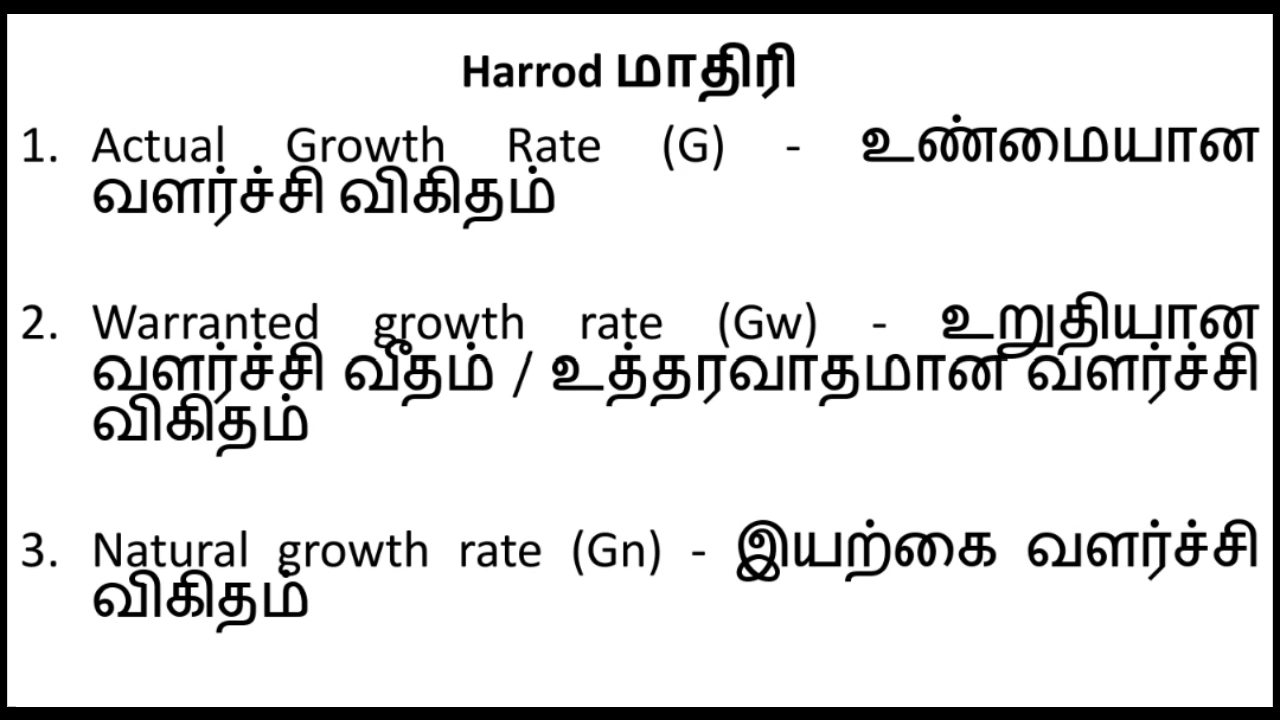 Harrod மாதிரி
1. Actual Growth Rate (G) - உண்மையான
வளர்ச்சி விகிதம்
2. Warranted growth rate (Gw) - உறுதியான
வளர்ச்சி வீதம் / உத்தரவாதமான வளர்ச்சி
விகிதம்
3. Natural growth rate (Gn) - இயற்கை வளர்ச்சி
விகிதம்